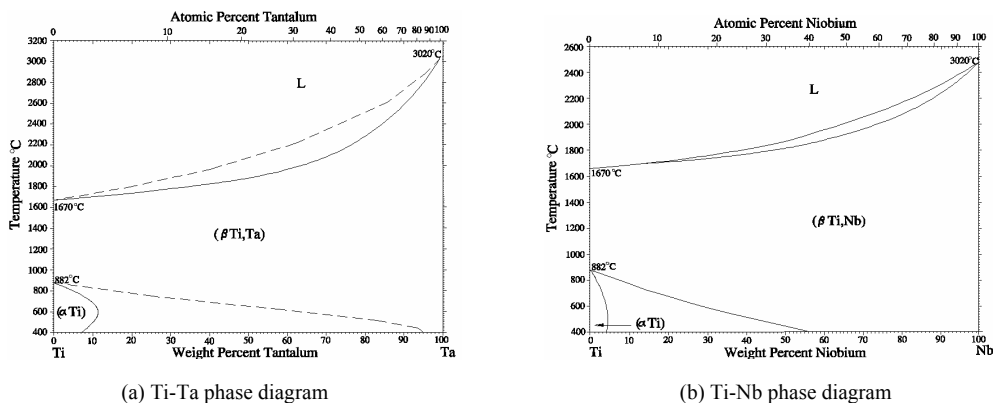 Atomic Percent Tantalum
0 10 20 30 40 50 60 70 80 90 100
3200
3000
2800
2600
2400
2200
2000
1800
1600
1400
1200
1000
800
600
400
Temperature °C
3020°C
L
1670°C
(βTi,Ta)
882°C
(αTi)
0 10 20 30 40 50 60 70 80 90 100
Ti Weight Percent Tantalum Ta
(a) Ti-Ta phase diagram
Atomic Percent Niobium
0 10 20 30 40 50 60 70 80 90 100
2600
2400
2200
2000
1800
1600
1400
1200
1000
800
600
400
Temperature °C
3020°C
L
1670°C
(βTi,Nb)
882°C
(αTi)
0 10 20 30 40 50 60 70 80 90 100
Ti Weight Percent Niobium Nb
(b) Ti-Nb phase diagram